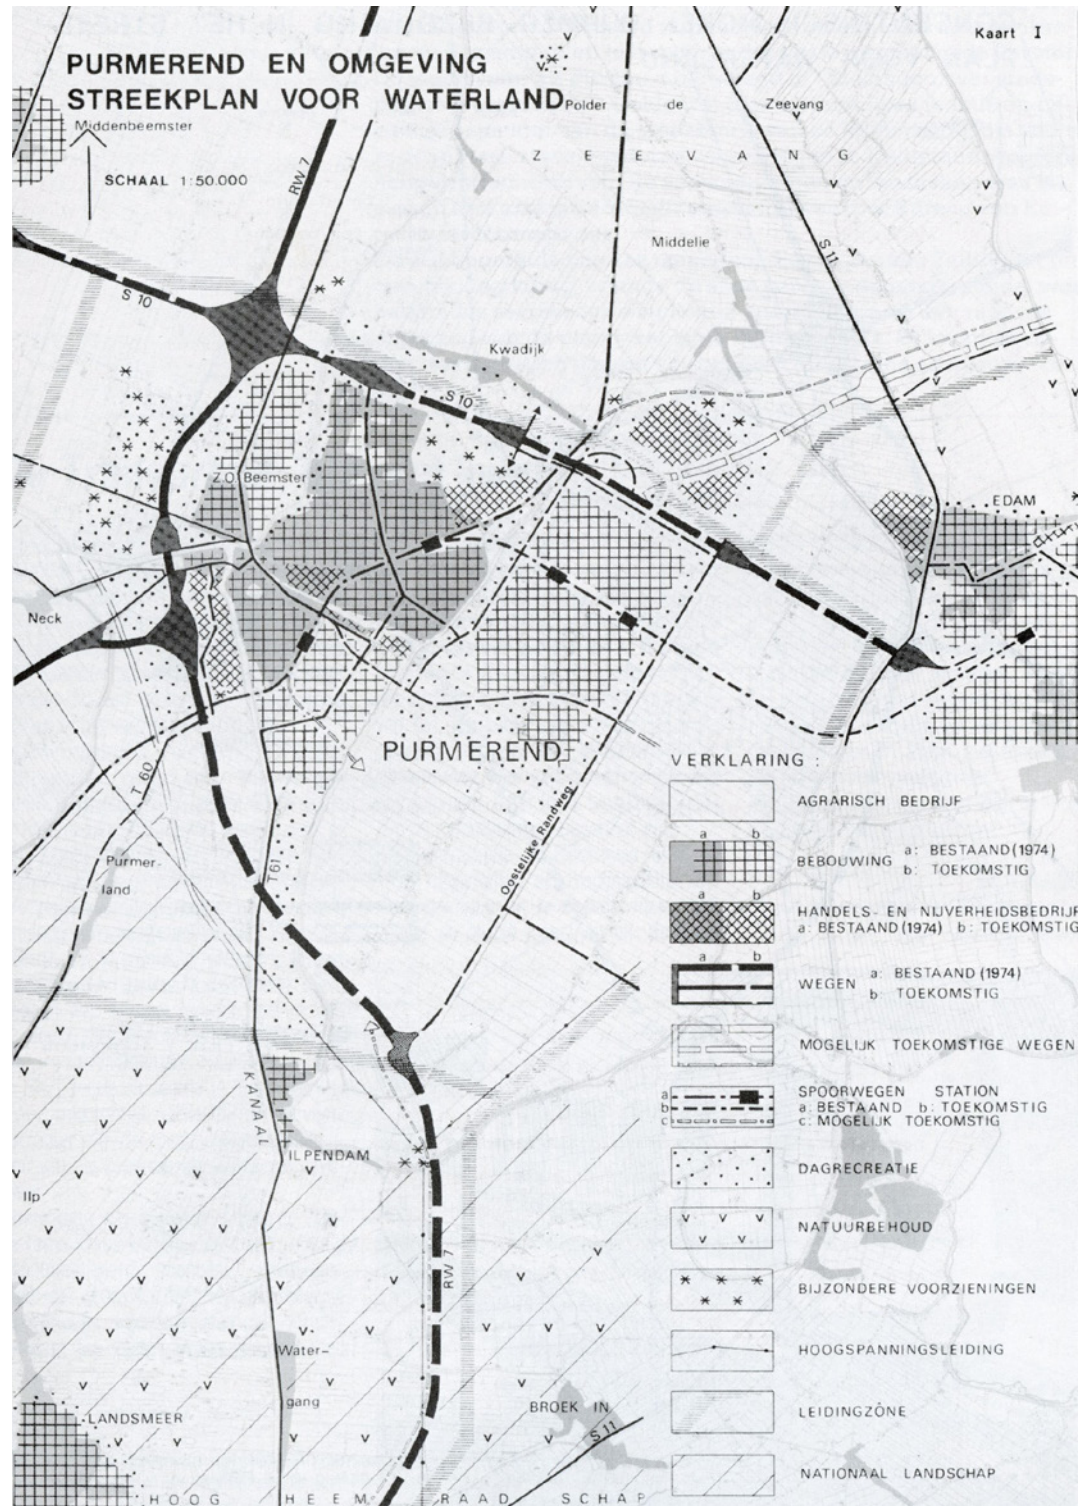 Kaart I
PURMEREND EN OMGEVING
STREEKPLAN VOOR WATERLAND
Polder de Zeevang
Middenbeemster
SCHAAL 1:50.000
ZEEVANG
RW 7
Middelie
S 11
S 10
Kwadijk
S 10
Z.O. Beemster
EDAM
Neck
PURMEREND
T 60
T 61
Oostelijke Randweg
Purmer-
land
KANAAL
ILPENDAM
Ilp
RW 7
Water-
gang
LANDSMEER
BROEK IN
S 11
HOOG HEEM RAAD SCHAP
VERKLARING :
AGRARISCH BEDRIJF
a b
BEBOUWING a: BESTAAND (1974)
b: TOEKOMSTIG
a b
HANDELS- EN NIJVERHEIDSBEDRIJF
a: BESTAAND (1974) b: TOEKOMSTIG
a b
WEGEN a: BESTAAND (1974)
b: TOEKOMSTIG
MOGELIJK TOEKOMSTIGE WEGEN
a
b
c
SPOORWEGEN STATION
a: BESTAAND b: TOEKOMSTIG
c: MOGELIJK TOEKOMSTIG
DAGRECREATIE
NATUURBEHOUD
BIJZONDERE VOORZIENINGEN
HOOGSPANNINGSLEIDING
LEIDINGZÔNE
NATIONAAL LANDSCHAP